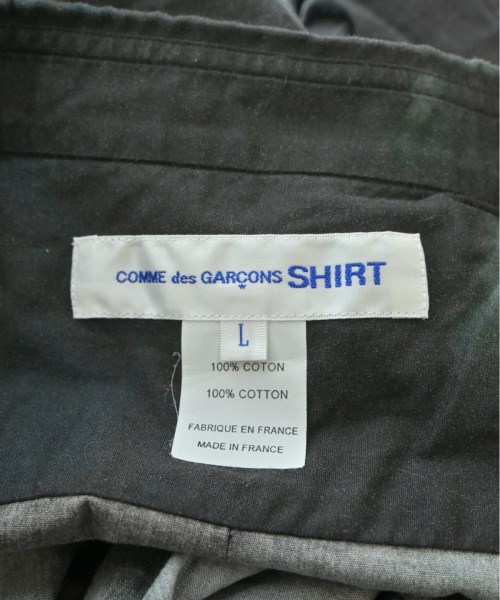 COMME des GARÇONS SHIRT
L
100% COTON
100% COTTON
FABRIQUE EN FRANCE
MADE IN FRANCE